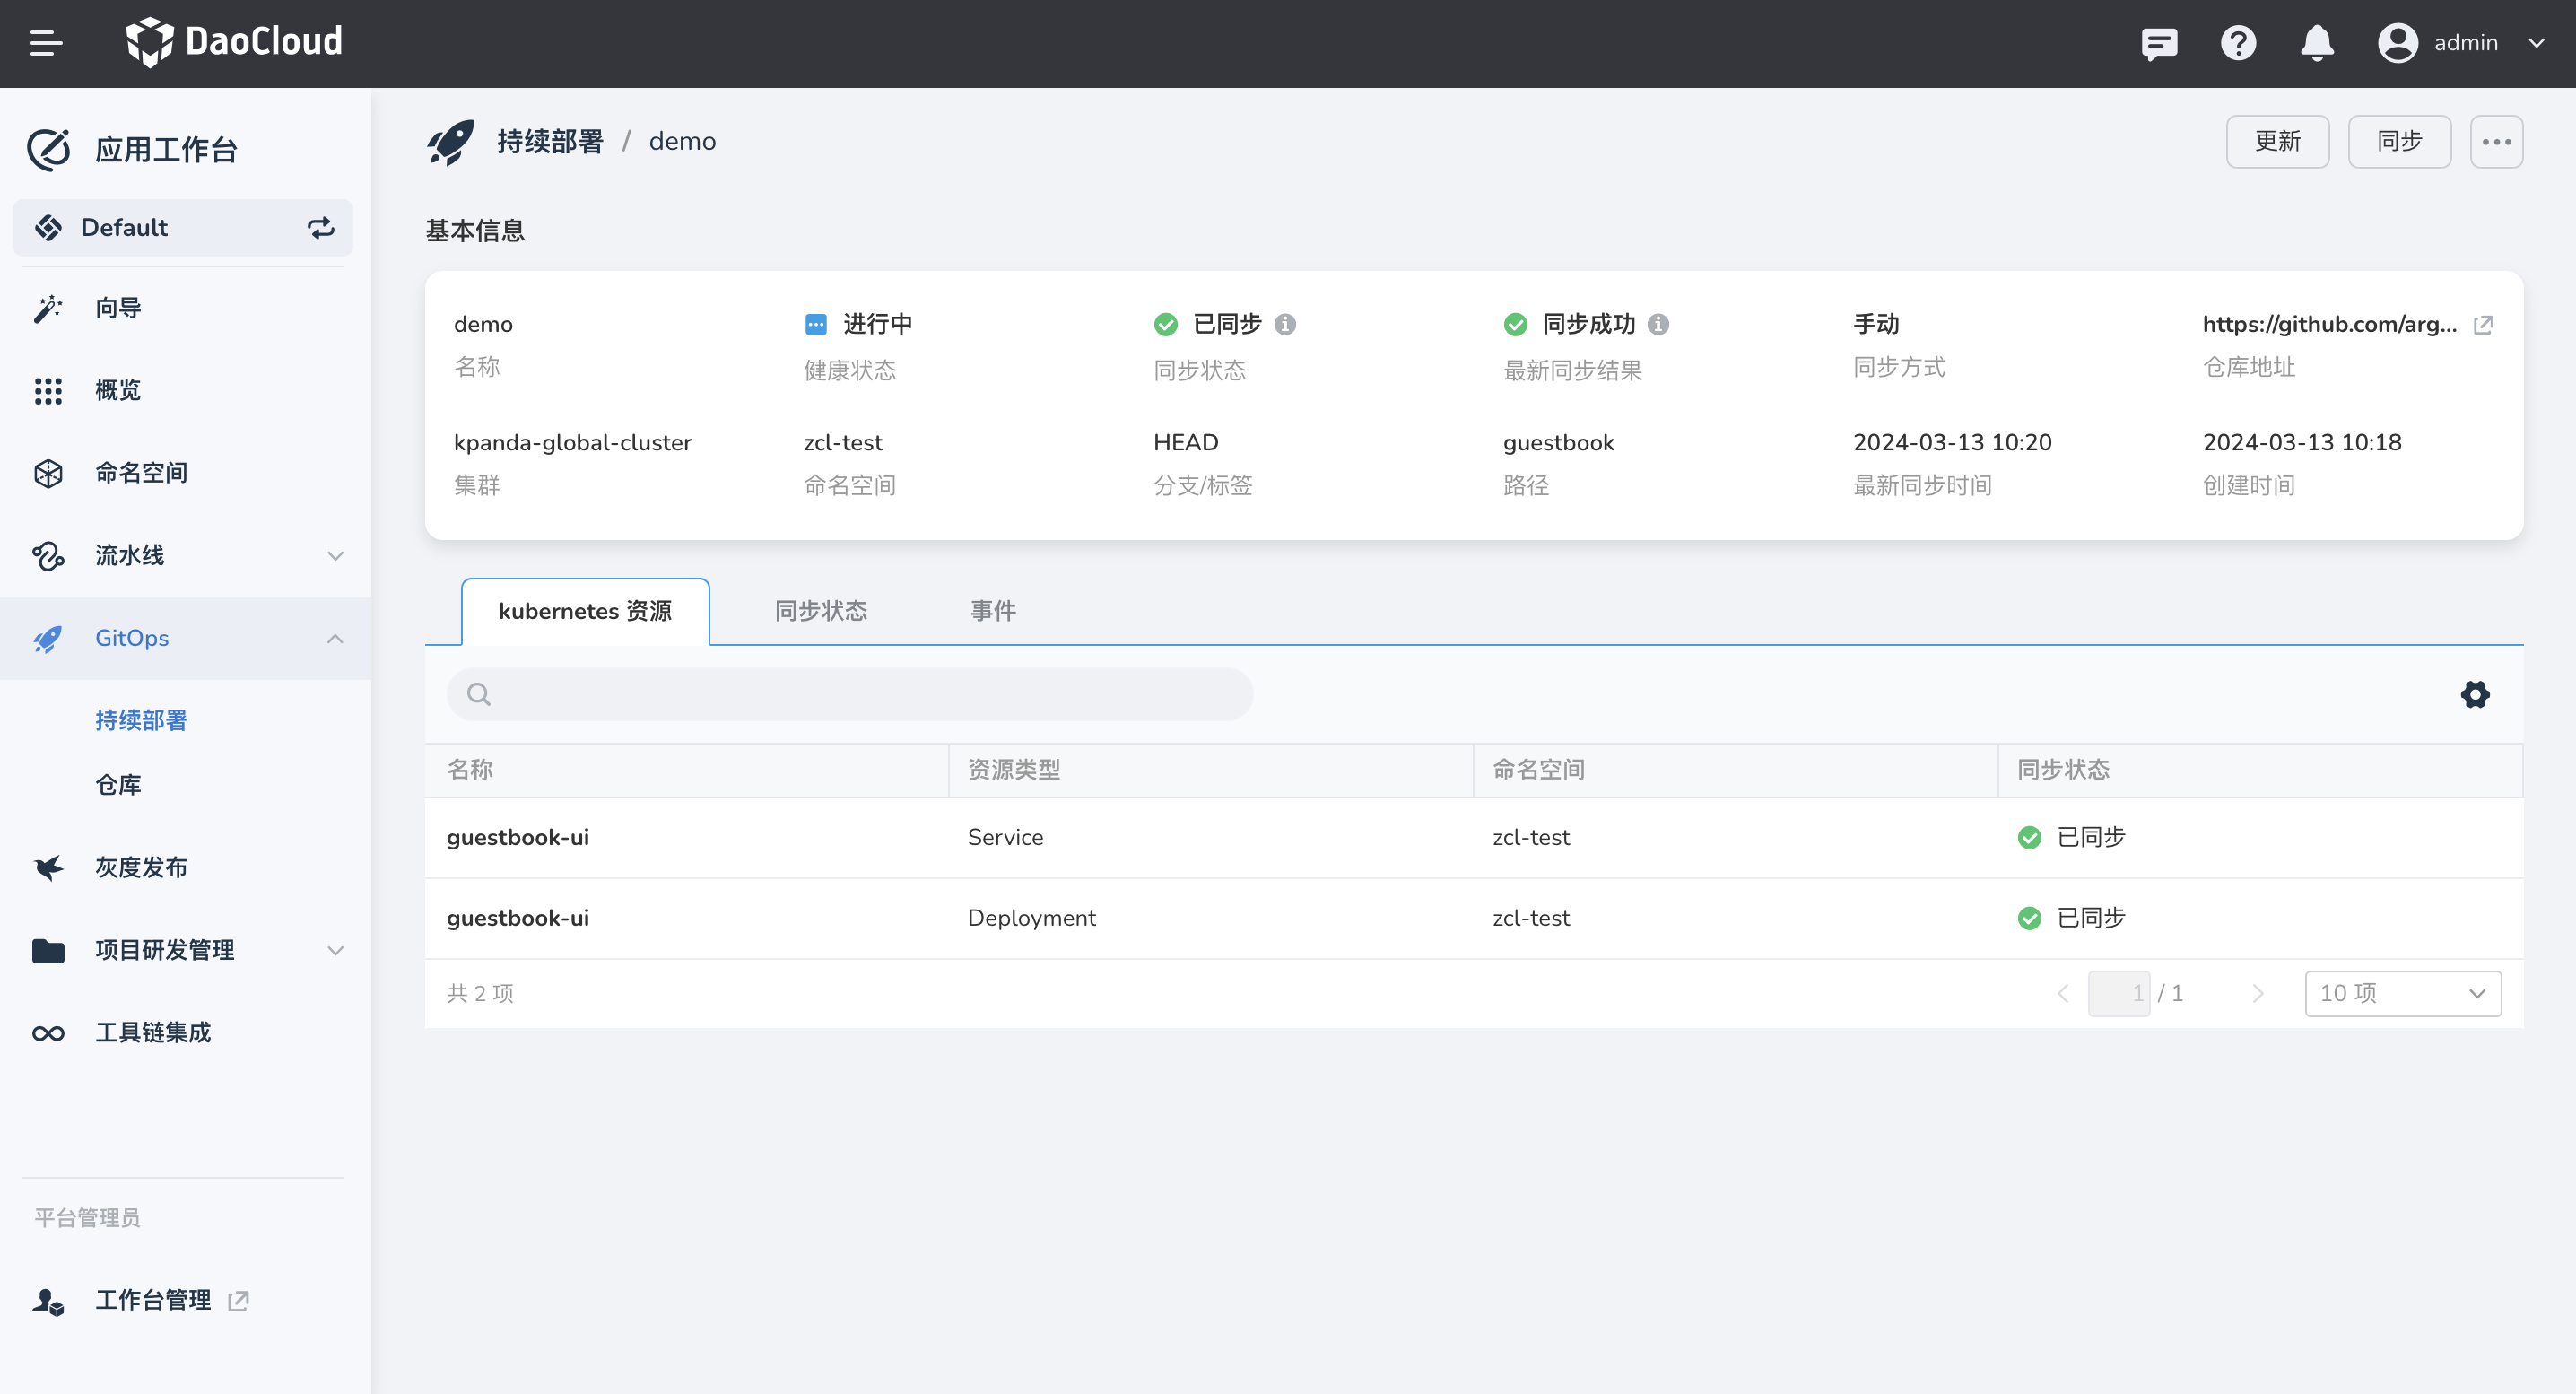 DaoCloud
admin
应用工作台
Default
向导
概览
命名空间
流水线
GitOps
持续部署
仓库
灰度发布
项目研发管理
工具链集成
平台管理员
工作台管理
持续部署 / demo
更新
同步
基本信息
demo
名称
进行中
健康状态
已同步
同步状态
同步成功
最新同步结果
手动
同步方式
https://github.com/arg...
仓库地址
kpanda-global-cluster
集群
zcl-test
命名空间
HEAD
分支/标签
guestbook
路径
2024-03-13 10:20
最新同步时间
2024-03-13 10:18
创建时间
kubernetes 资源
同步状态
事件
名称 资源类型 命名空间 同步状态
guestbook-ui Service zcl-test 已同步
guestbook-ui Deployment zcl-test 已同步
共 2 项
1 / 1
10 项